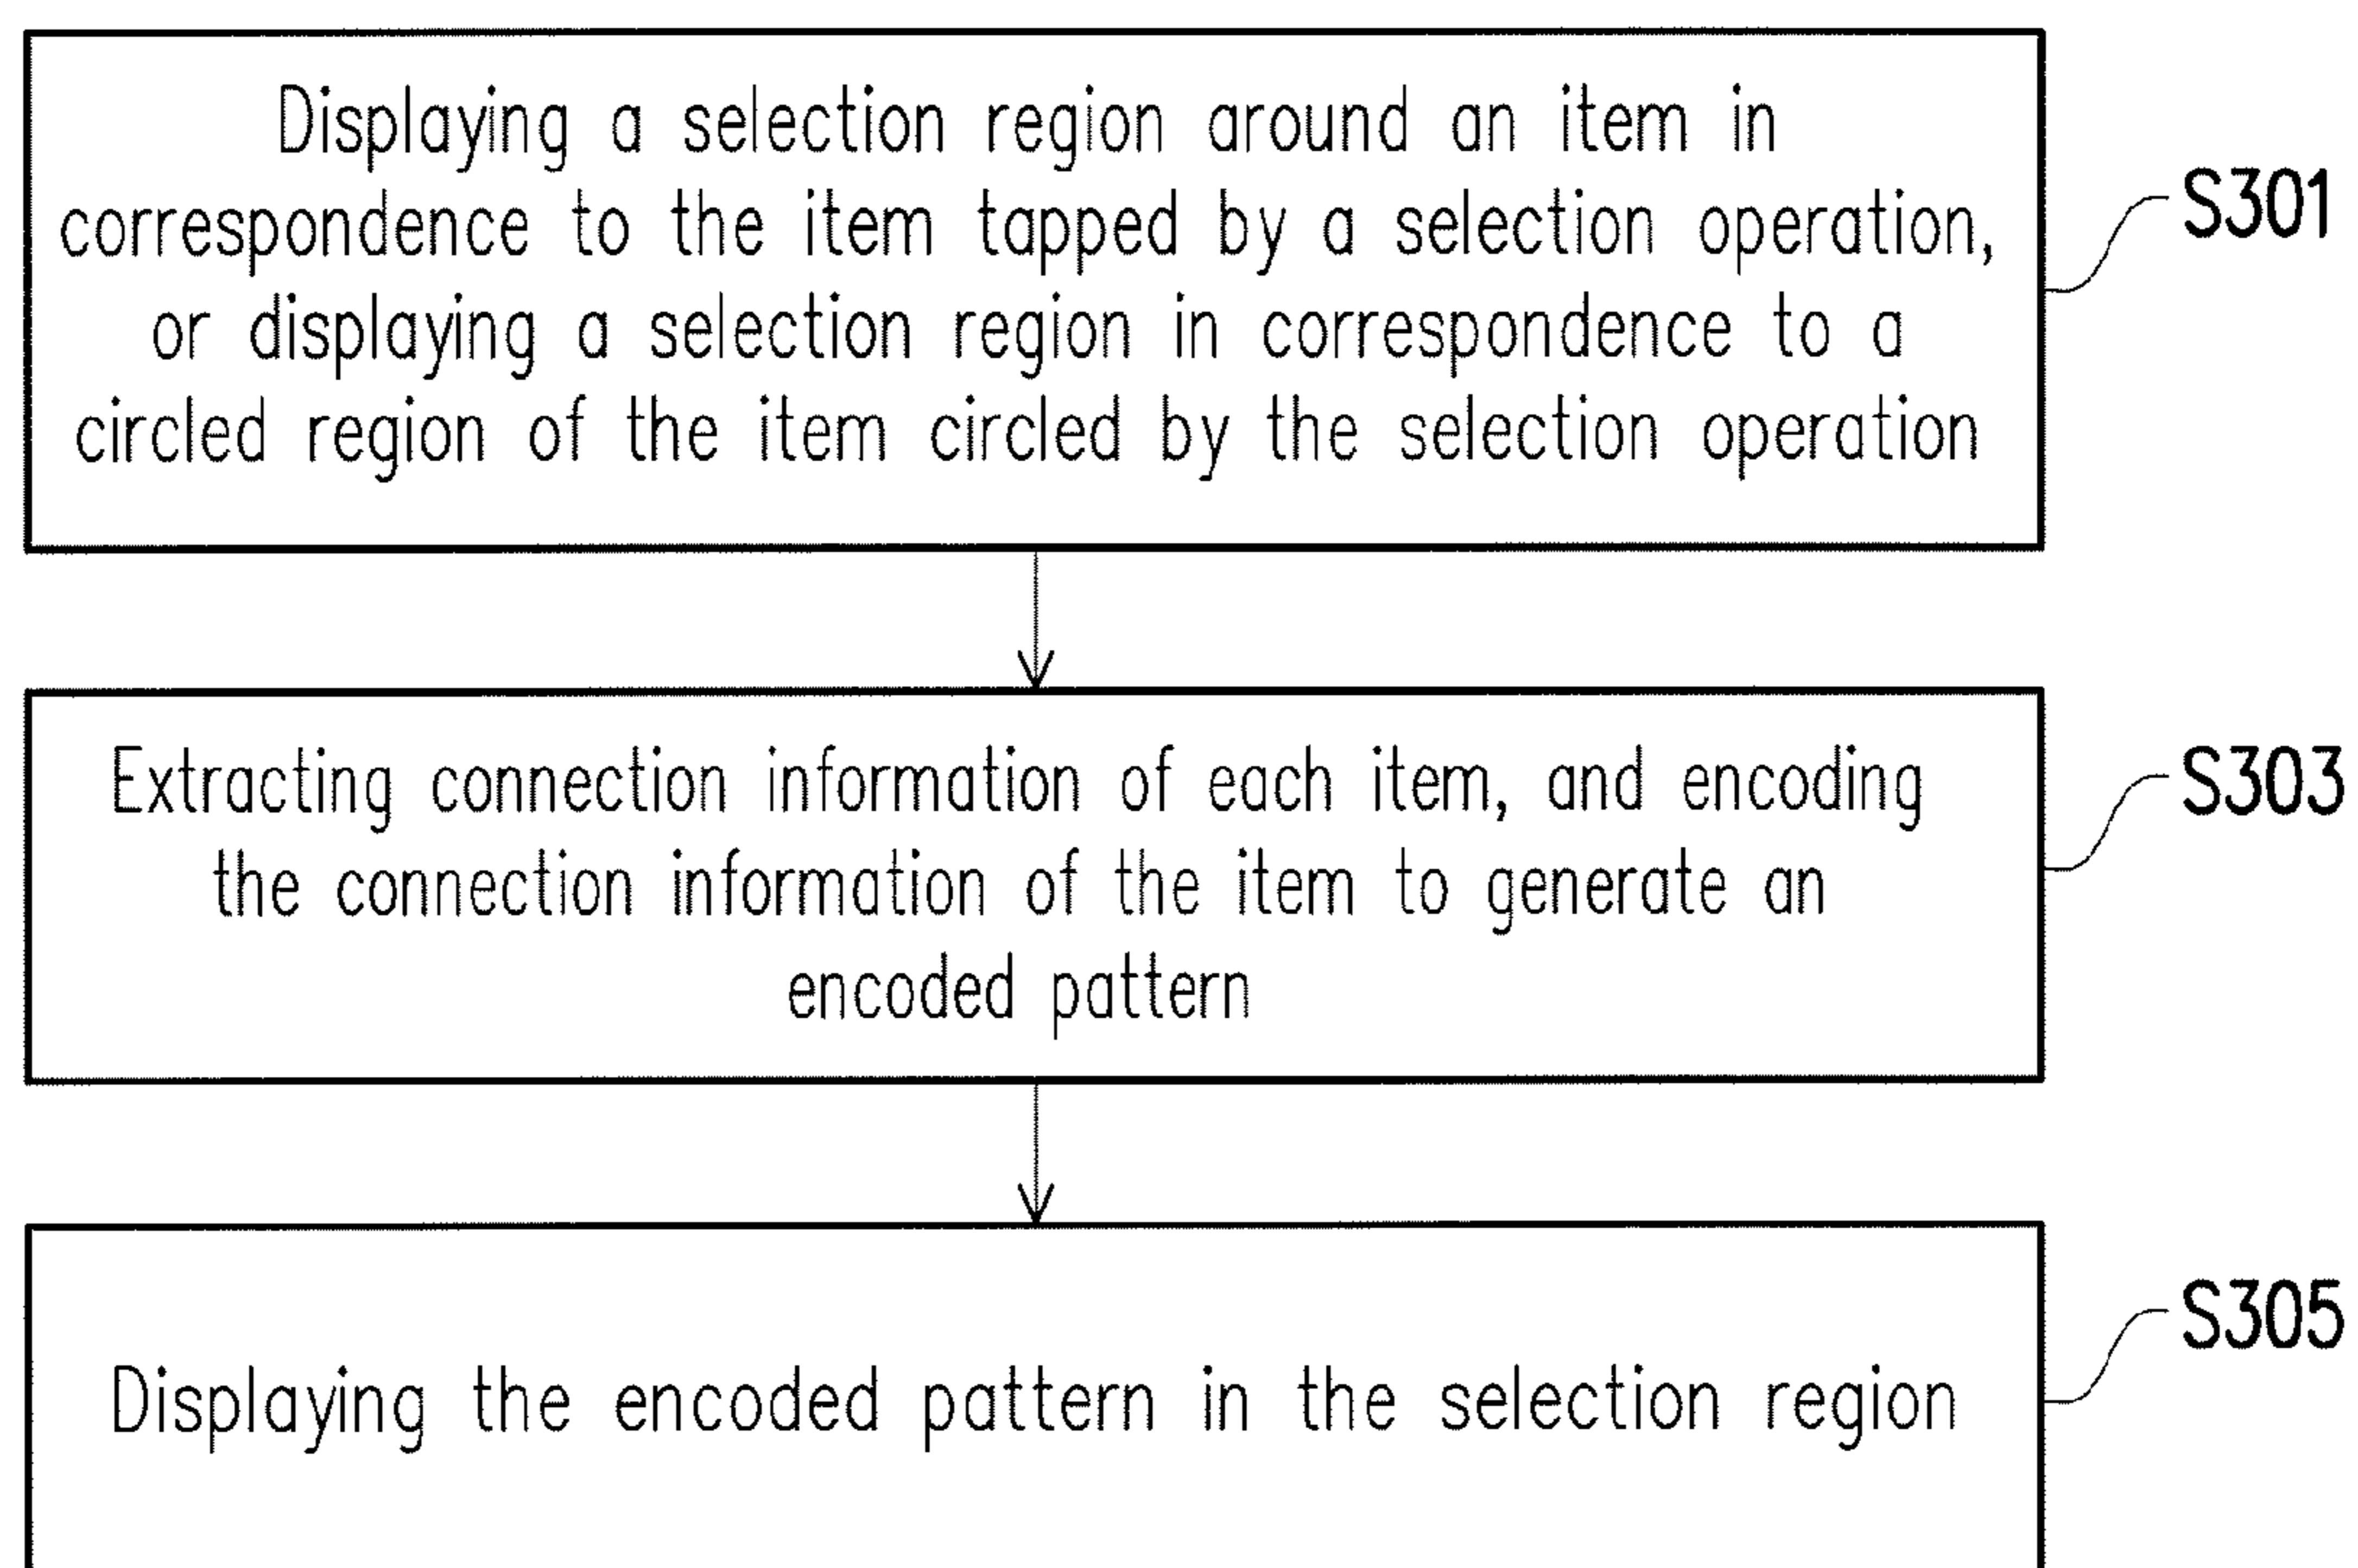 Displaying a selection region around an item in
correspondence to the item tapped by a selection operation,
or displaying a selection region in correspondence to a
circled region of the item circled by the selection operation
S301
Extracting connection information of each item, and encoding
the connection information of the item to generate an
encoded pattern
S303
Displaying the encoded pattern in the selection region
S305